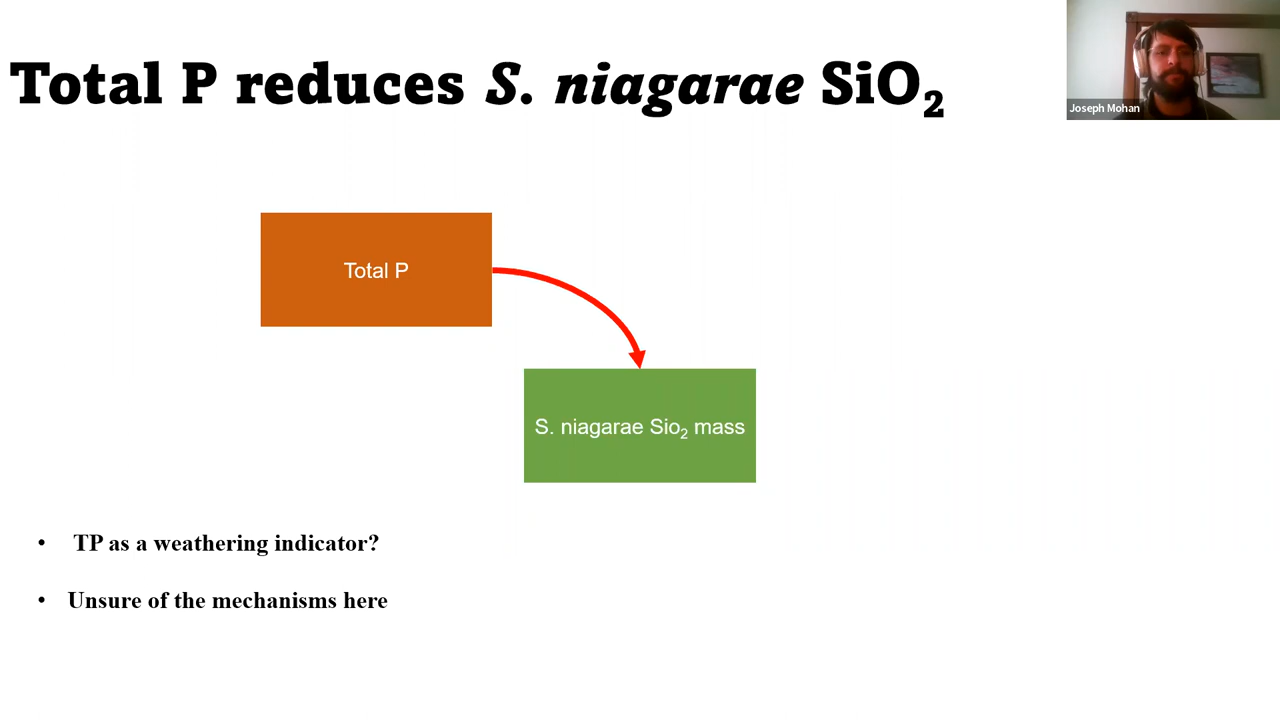 Total P reduces S. niagarae SiO₂
Joseph Mohan
Total P
S. niagarae Sio₂ mass
• TP as a weathering indicator?
• Unsure of the mechanisms here